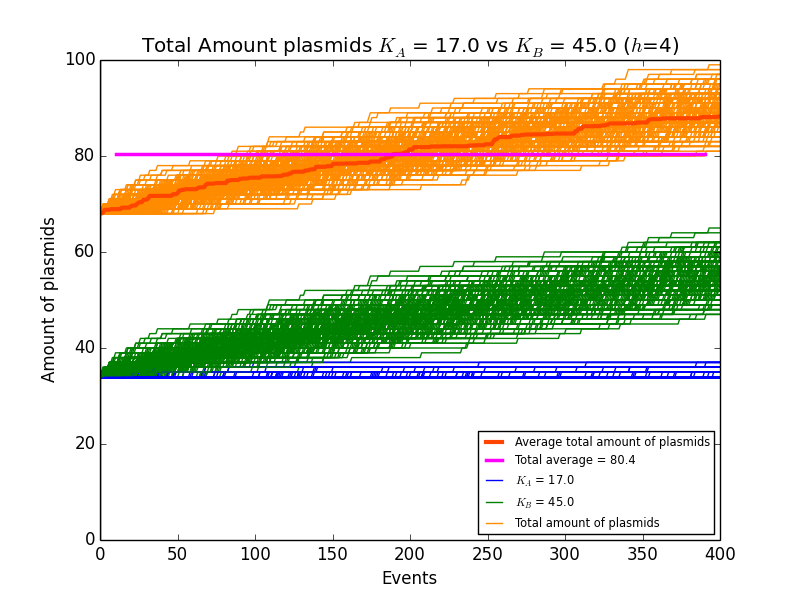 Total Amount plasmids K_A = 17.0 vs K_B = 45.0 (h=4)
100
80
60
40
20
0
Amount of plasmids
Average total amount of plasmids
Total average = 80.4
K_A = 17.0
K_B = 45.0
Total amount of plasmids
0 50 100 150 200 250 300 350 400
Events